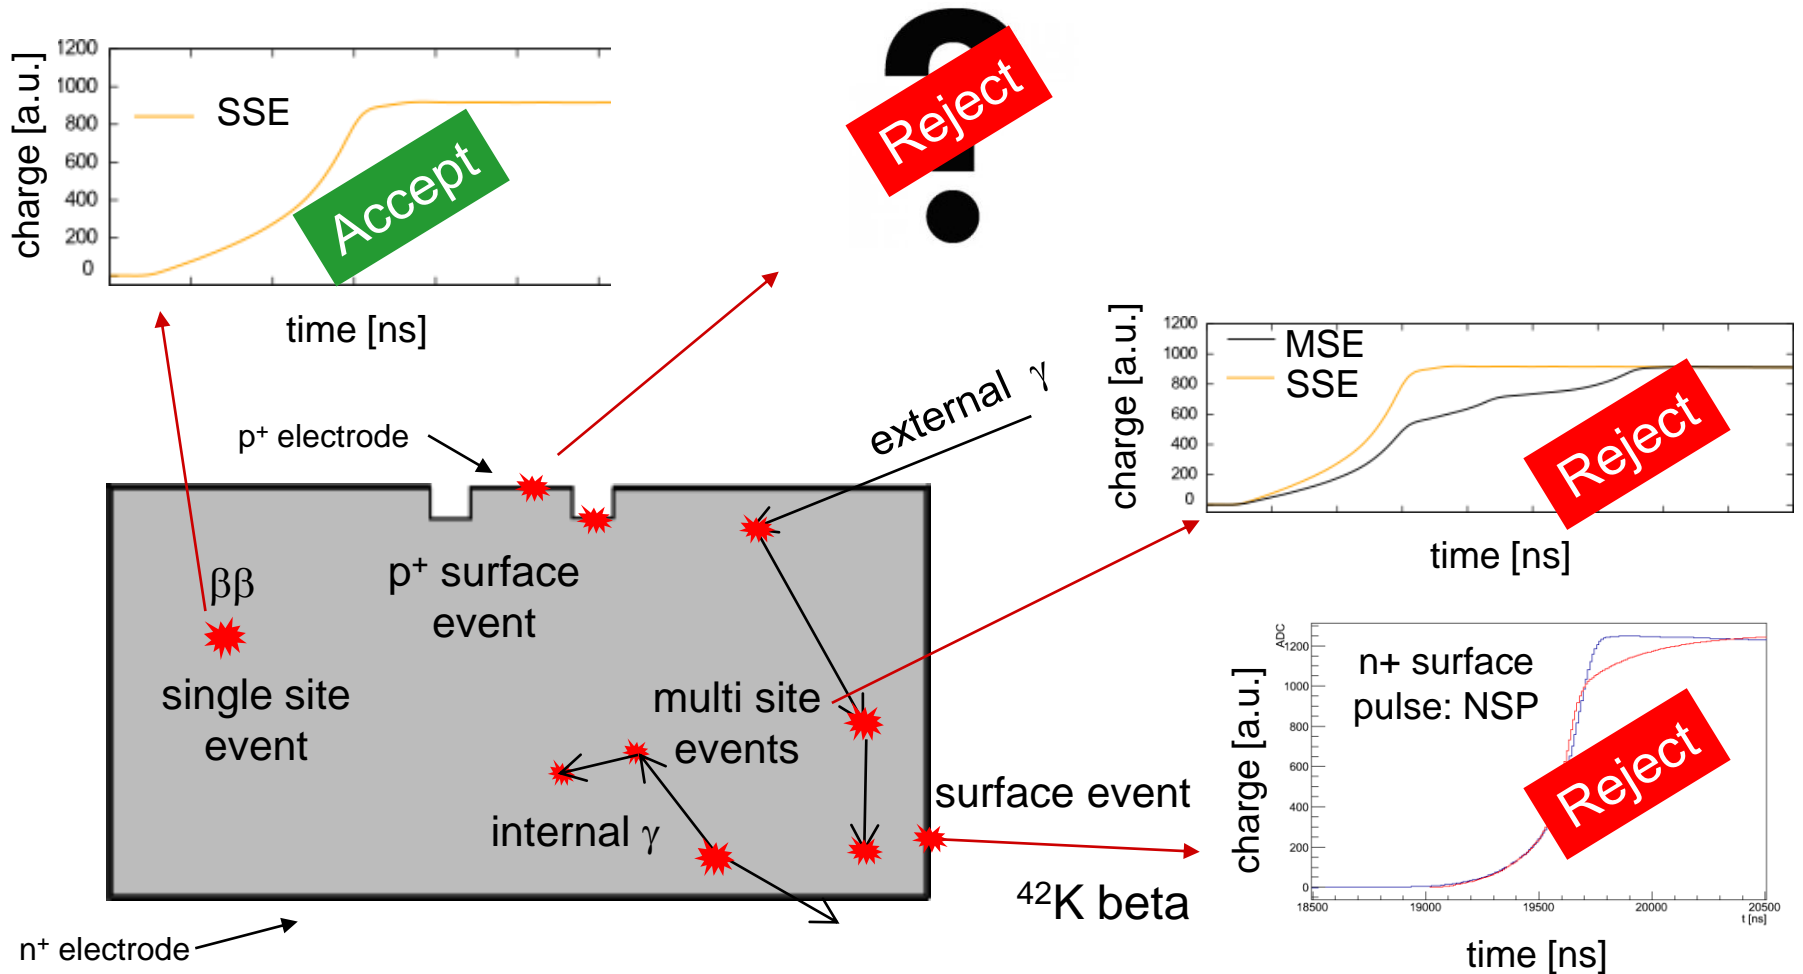 1200
1000
800
600
400
200
0
charge [a.u.]
SSE
Accept
time [ns]
?
Reject
p⁺ electrode
external γ
1200
1000
800
600
400
200
0
charge [a.u.]
MSE
SSE
Reject
time [ns]
ββ
single site
event
p⁺ surface
event
multi site
events
internal γ
surface event
⁴²K beta
n⁺ electrode
ADC
1200
1000
800
600
400
200
0
charge [a.u.]
n+ surface
pulse: NSP
Reject
18500
19000
19500
20000
20500
t [ns]
time [ns]